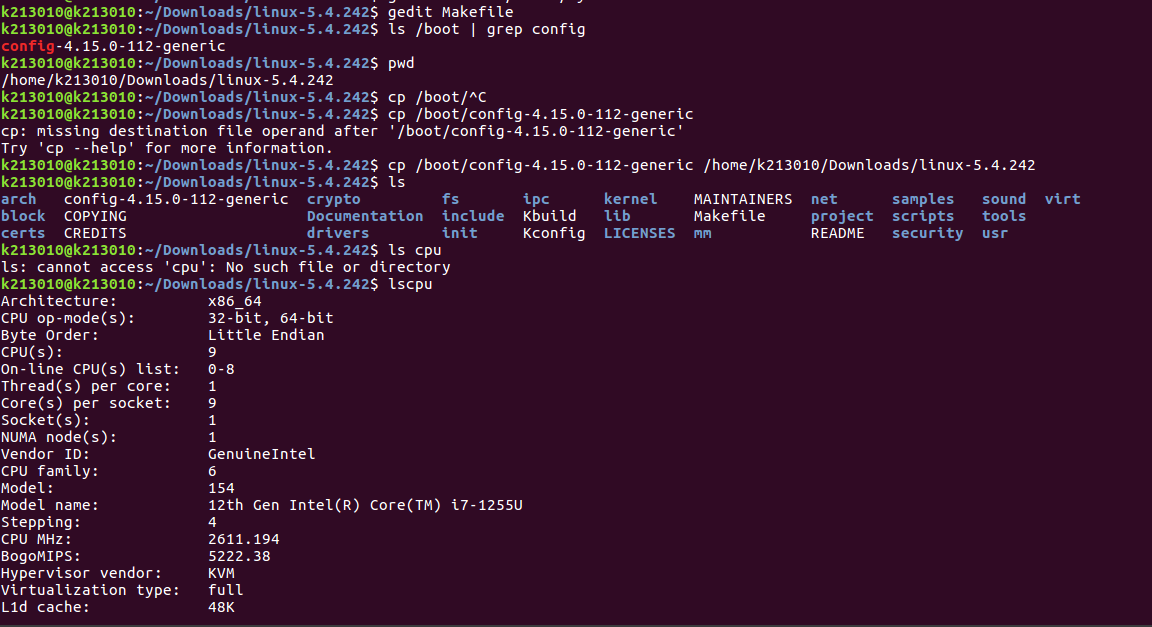 k213010@k213010:~/Downloads/linux-5.4.242$ gedit Makefile
k213010@k213010:~/Downloads/linux-5.4.242$ ls /boot | grep config
config-4.15.0-112-generic
k213010@k213010:~/Downloads/linux-5.4.242$ pwd
/home/k213010/Downloads/linux-5.4.242
k213010@k213010:~/Downloads/linux-5.4.242$ cp /boot/^C
k213010@k213010:~/Downloads/linux-5.4.242$ cp /boot/config-4.15.0-112-generic
cp: missing destination file operand after '/boot/config-4.15.0-112-generic'
Try 'cp --help' for more information.
k213010@k213010:~/Downloads/linux-5.4.242$ cp /boot/config-4.15.0-112-generic /home/k213010/Downloads/linux-5.4.242
k213010@k213010:~/Downloads/linux-5.4.242$ ls
arch   config-4.15.0-112-generic  crypto         fs       ipc      kernel    MAINTAINERS  net      samples   sound  virt
block  COPYING                    Documentation  include  Kbuild   lib       Makefile     project  scripts   tools
certs  CREDITS                    drivers        init     Kconfig  LICENSES  mm           README   security  usr
k213010@k213010:~/Downloads/linux-5.4.242$ ls cpu
ls: cannot access 'cpu': No such file or directory
k213010@k213010:~/Downloads/linux-5.4.242$ lscpu
Architecture:          x86_64
CPU op-mode(s):        32-bit, 64-bit
Byte Order:            Little Endian
CPU(s):                9
On-line CPU(s) list:   0-8
Thread(s) per core:    1
Core(s) per socket:    9
Socket(s):             1
NUMA node(s):          1
Vendor ID:             GenuineIntel
CPU family:            6
Model:                 154
Model name:            12th Gen Intel(R) Core(TM) i7-1255U
Stepping:              4
CPU MHz:               2611.194
BogoMIPS:              5222.38
Hypervisor vendor:     KVM
Virtualization type:   full
L1d cache:             48K